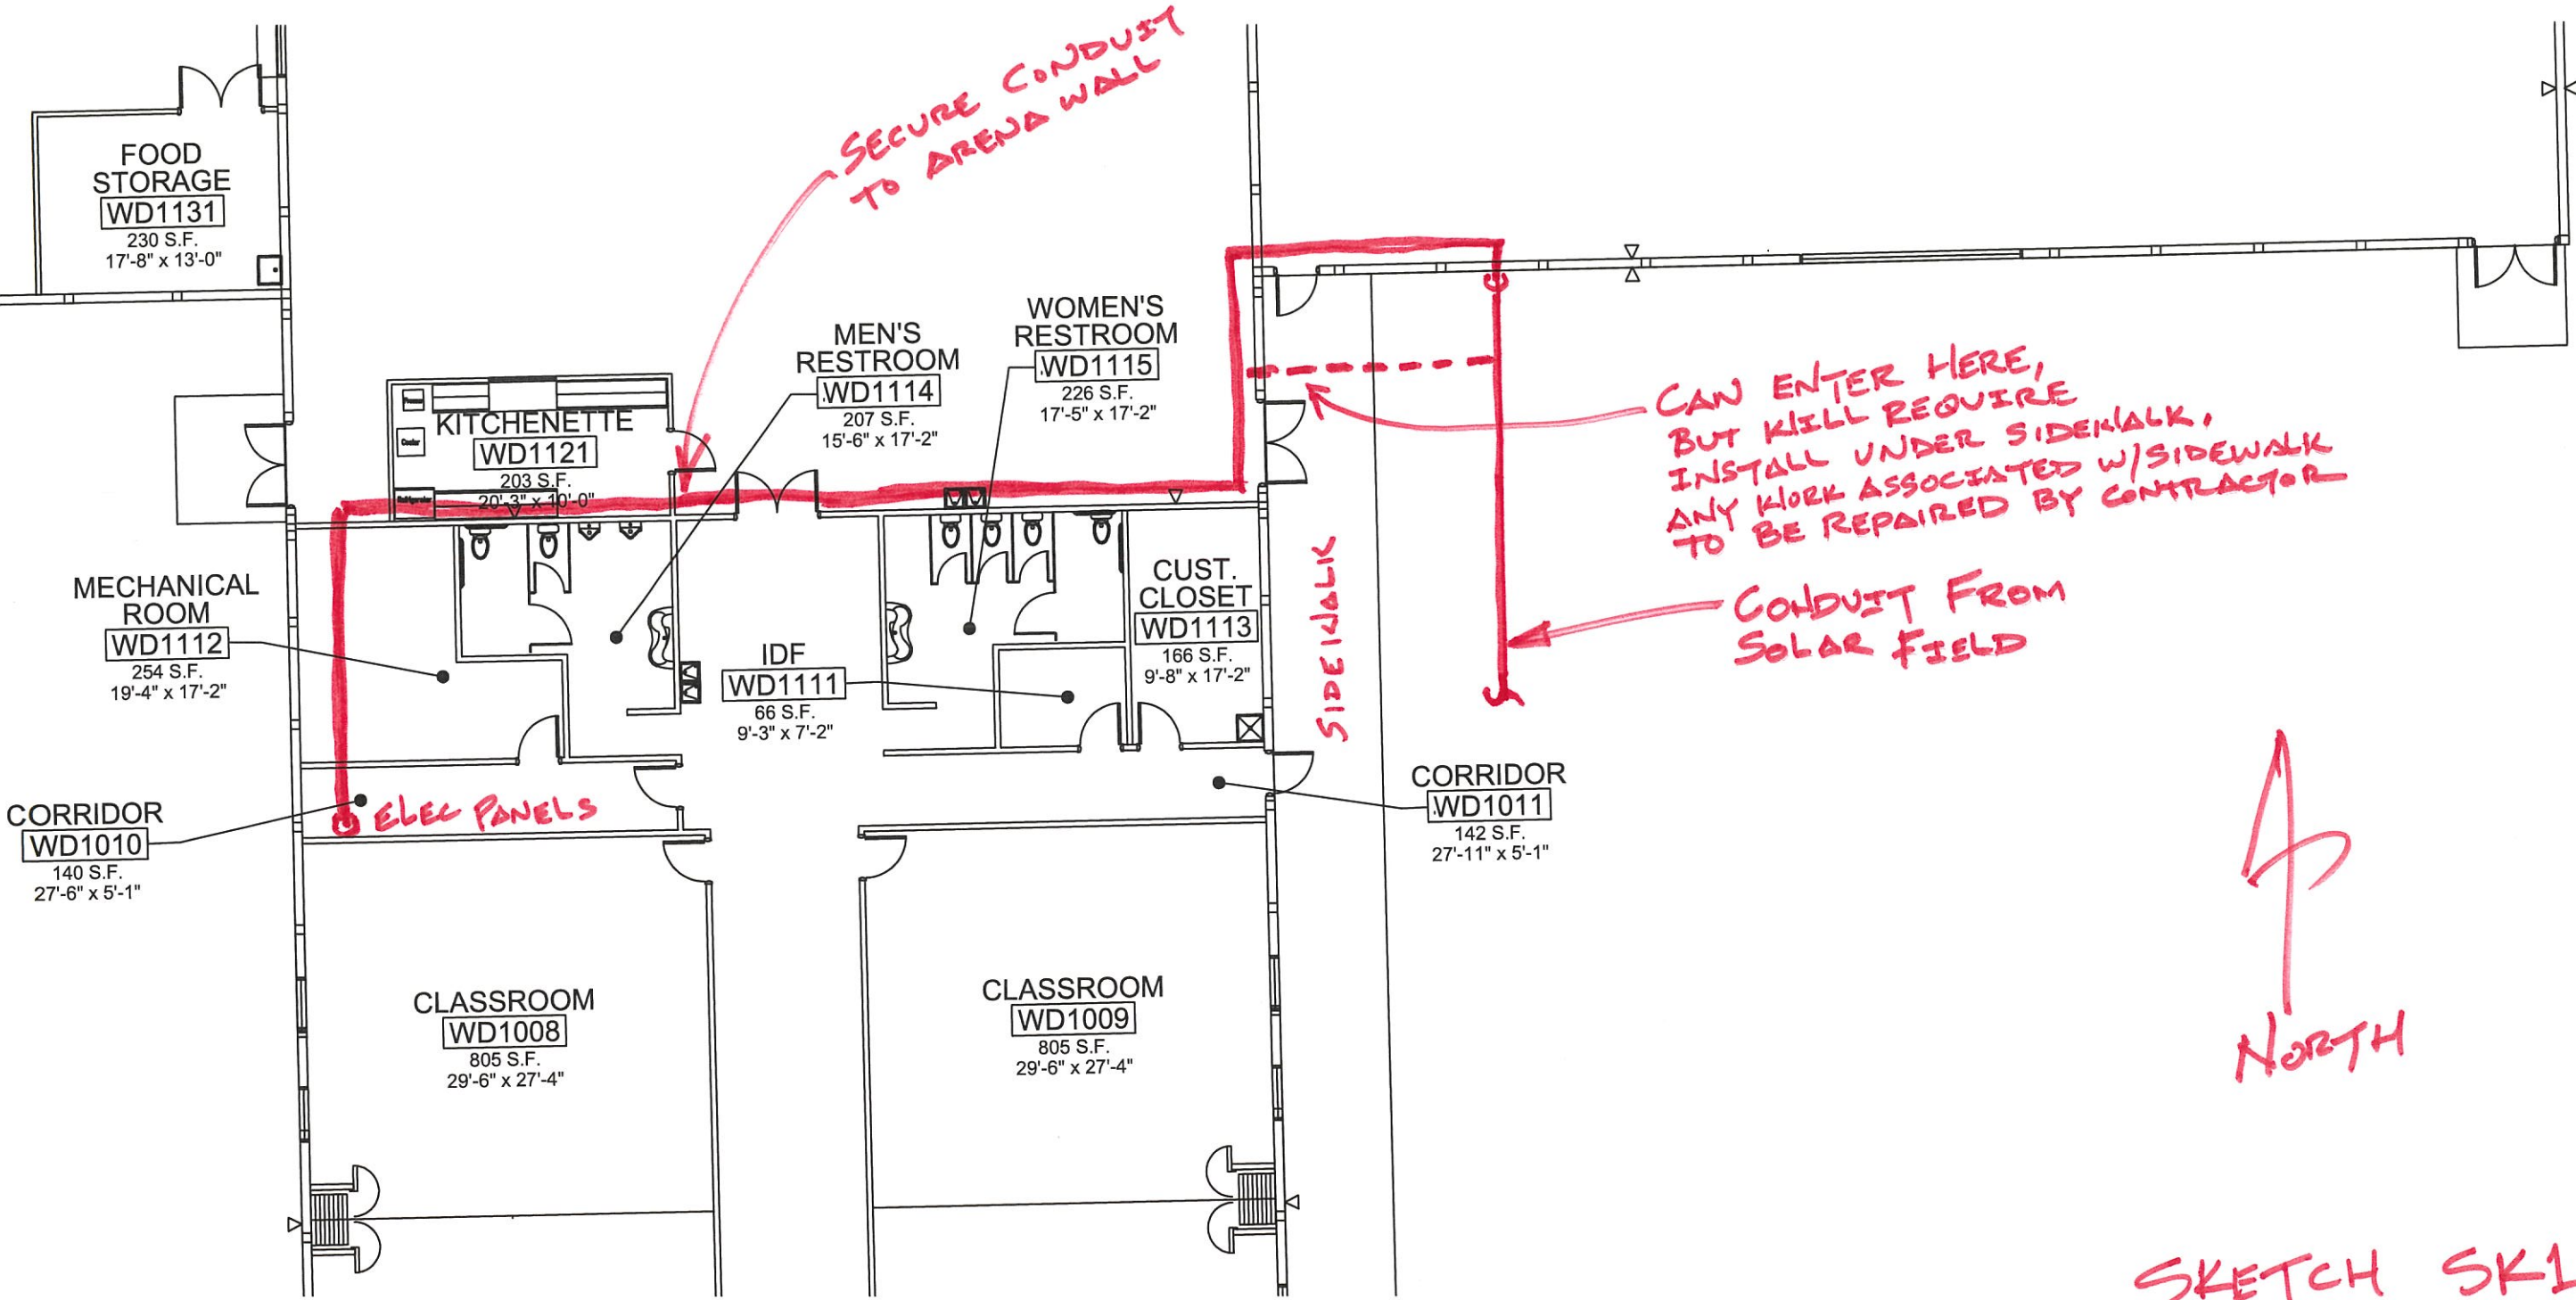 SECURE CONDUIT
TO ARENA WALL
FOOD
STORAGE
WD1131
230 S.F.
17'-8" x 13'-0"
WOMEN'S
RESTROOM
WD1115
226 S.F.
17'-5" x 17'-2"
MEN'S
RESTROOM
WD1114
207 S.F.
15'-6" x 17'-2"
KITCHENETTE
WD1121
203 S.F.
20'-3" x 10'-0"
Freezer
Cooler
Refrigerator
CAN ENTER HERE,
BUT WILL REQUIRE
INSTALL UNDER SIDEWALK.
ANY WORK ASSOCIATED W/SIDEWALK
TO BE REPAIRED BY CONTRACTOR
CONDUIT FROM
SOLAR FIELD
SIDEWALK
MECHANICAL
ROOM
WD1112
254 S.F.
19'-4" x 17'-2"
CUST.
CLOSET
WD1113
166 S.F.
9'-8" x 17'-2"
IDF
WD1111
66 S.F.
9'-3" x 7'-2"
CORRIDOR
WD1010
140 S.F.
27'-6" x 5'-1"
ELEC PANELS
CORRIDOR
WD1011
142 S.F.
27'-11" x 5'-1"
CLASSROOM
WD1008
805 S.F.
29'-6" x 27'-4"
CLASSROOM
WD1009
805 S.F.
29'-6" x 27'-4"
NORTH
SKETCH SK1